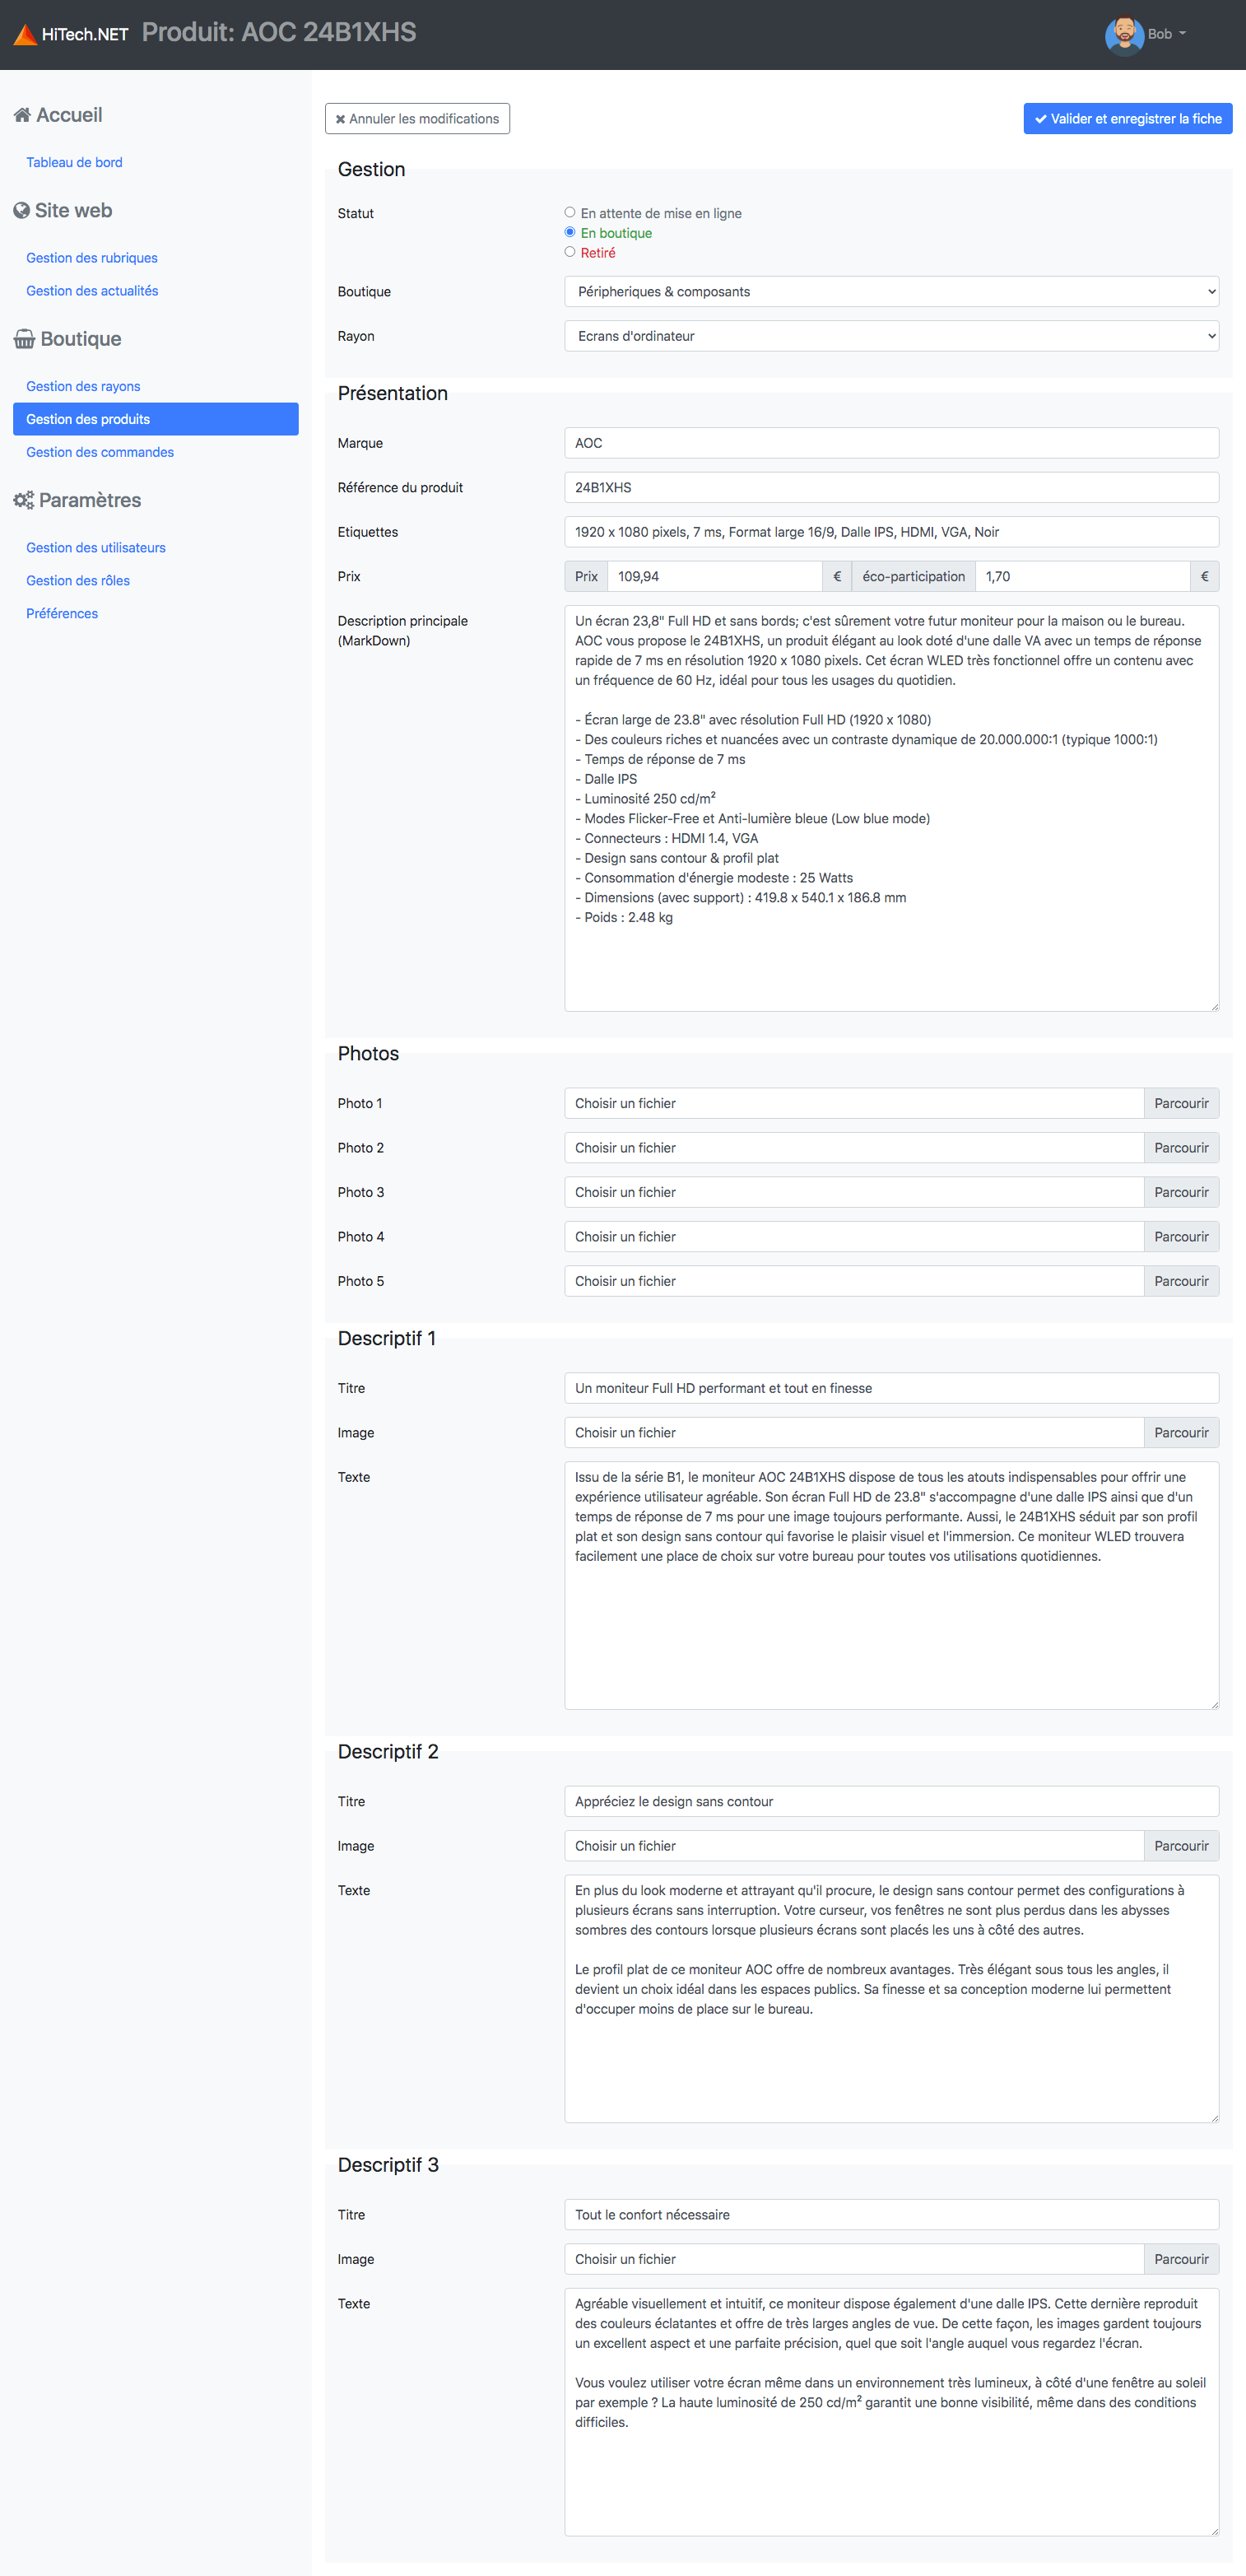 HiTech.NET Produit: AOC 24B1XHS
Bob
Accueil
Tableau de bord
Site web
Gestion des rubriques
Gestion des actualités
Boutique
Gestion des rayons
Gestion des produits
Gestion des commandes
Paramètres
Gestion des utilisateurs
Gestion des rôles
Préférences
Annuler les modifications
Valider et enregistrer la fiche
Gestion
Statut
En attente de mise en ligne
En boutique
Retiré
Boutique
Péripheriques & composants
Rayon
Ecrans d'ordinateur
Présentation
Marque
AOC
Référence du produit
24B1XHS
Etiquettes
1920 x 1080 pixels, 7 ms, Format large 16/9, Dalle IPS, HDMI, VGA, Noir
Prix
Prix 109,94 € éco-participation 1,70 €
Description principale
(MarkDown)
Un écran 23,8" Full HD et sans bords; c'est sûrement votre futur moniteur pour la maison ou le bureau.
AOC vous propose le 24B1XHS, un produit élégant au look doté d'une dalle VA avec un temps de réponse
rapide de 7 ms en résolution 1920 x 1080 pixels. Cet écran WLED très fonctionnel offre un contenu avec
un fréquence de 60 Hz, idéal pour tous les usages du quotidien.
- Écran large de 23.8" avec résolution Full HD (1920 x 1080)
- Des couleurs riches et nuancées avec un contraste dynamique de 20.000.000:1 (typique 1000:1)
- Temps de réponse de 7 ms
- Dalle IPS
- Luminosité 250 cd/m²
- Modes Flicker-Free et Anti-lumière bleue (Low blue mode)
- Connecteurs : HDMI 1.4, VGA
- Design sans contour & profil plat
- Consommation d'énergie modeste : 25 Watts
- Dimensions (avec support) : 419.8 x 540.1 x 186.8 mm
- Poids : 2.48 kg
Photos
Photo 1
Choisir un fichier Parcourir
Photo 2
Choisir un fichier Parcourir
Photo 3
Choisir un fichier Parcourir
Photo 4
Choisir un fichier Parcourir
Photo 5
Choisir un fichier Parcourir
Descriptif 1
Titre
Un moniteur Full HD performant et tout en finesse
Image
Choisir un fichier Parcourir
Texte
Issu de la série B1, le moniteur AOC 24B1XHS dispose de tous les atouts indispensables pour offrir une
expérience utilisateur agréable. Son écran Full HD de 23.8" s'accompagne d'une dalle IPS ainsi que d'un
temps de réponse de 7 ms pour une image toujours performante. Aussi, le 24B1XHS séduit par son profil
plat et son design sans contour qui favorise le plaisir visuel et l'immersion. Ce moniteur WLED trouvera
facilement une place de choix sur votre bureau pour toutes vos utilisations quotidiennes.
Descriptif 2
Titre
Appréciez le design sans contour
Image
Choisir un fichier Parcourir
Texte
En plus du look moderne et attrayant qu'il procure, le design sans contour permet des configurations à
plusieurs écrans sans interruption. Votre curseur, vos fenêtres ne sont plus perdus dans les abysses
sombres des contours lorsque plusieurs écrans sont placés les uns à côté des autres.
Le profil plat de ce moniteur AOC offre de nombreux avantages. Très élégant sous tous les angles, il
devient un choix idéal dans les espaces publics. Sa finesse et sa conception moderne lui permettent
d'occuper moins de place sur le bureau.
Descriptif 3
Titre
Tout le confort nécessaire
Image
Choisir un fichier Parcourir
Texte
Agréable visuellement et intuitif, ce moniteur dispose également d'une dalle IPS. Cette dernière reproduit
des couleurs éclatantes et offre de très larges angles de vue. De cette façon, les images gardent toujours
un excellent aspect et une parfaite précision, quel que soit l'angle auquel vous regardez l'écran.
Vous voulez utiliser votre écran même dans un environnement très lumineux, à côté d'une fenêtre au soleil
par exemple ? La haute luminosité de 250 cd/m² garantit une bonne visibilité, même dans des conditions
difficiles.